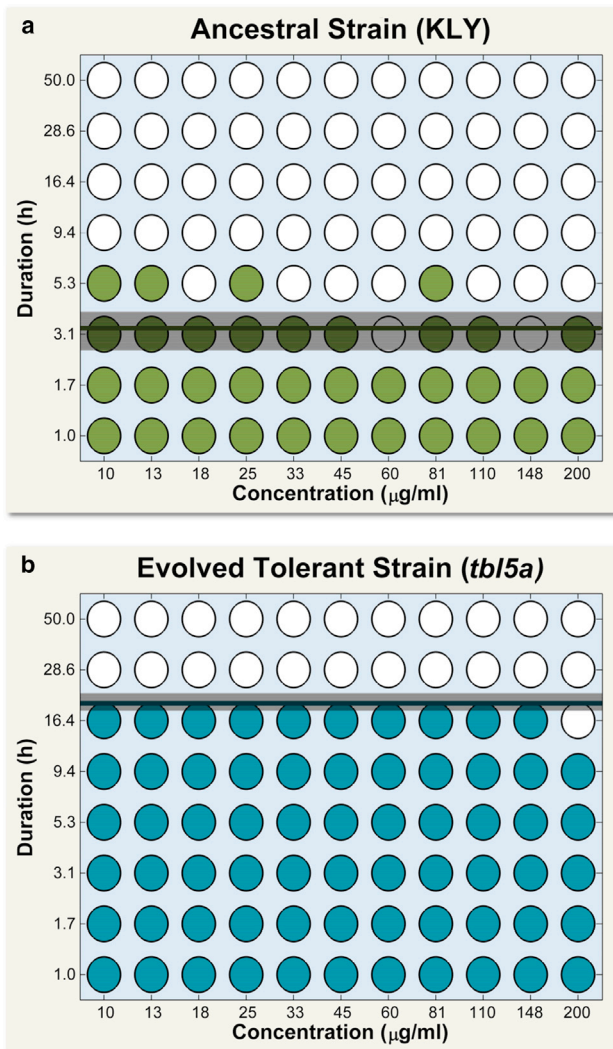 a
Ancestral Strain (KLY)
Duration (h)
50.0
28.6
16.4
9.4
5.3
3.1
1.7
1.0
10 13 18 25 33 45 60 81 110 148 200
Concentration (μg/ml)
b
Evolved Tolerant Strain (tbl5a)
Duration (h)
50.0
28.6
16.4
9.4
5.3
3.1
1.7
1.0
10 13 18 25 33 45 60 81 110 148 200
Concentration (μg/ml)